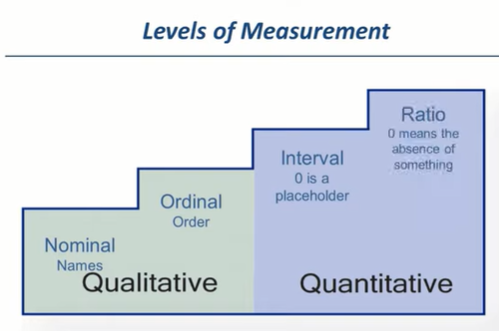 Levels of Measurement
Nominal
Names
Ordinal
Order
Qualitative
Interval
0 is a
placeholder
Ratio
0 means the
absence of
something
Quantitative